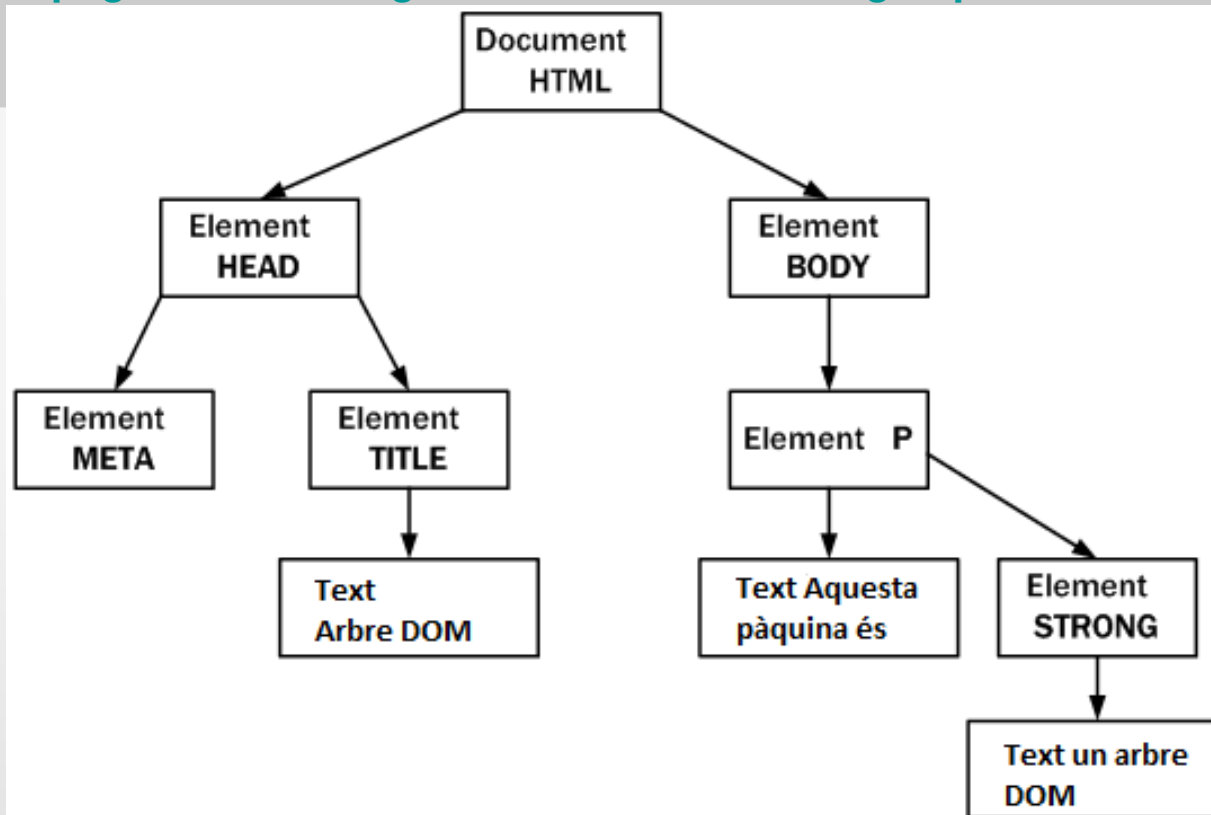 Document
HTML
Element
HEAD
Element
BODY
Element
META
Element
TITLE
Element P
Text
Arbre DOM
Text Aquesta
pàquina és
Element
STRONG
Text un arbre
DOM